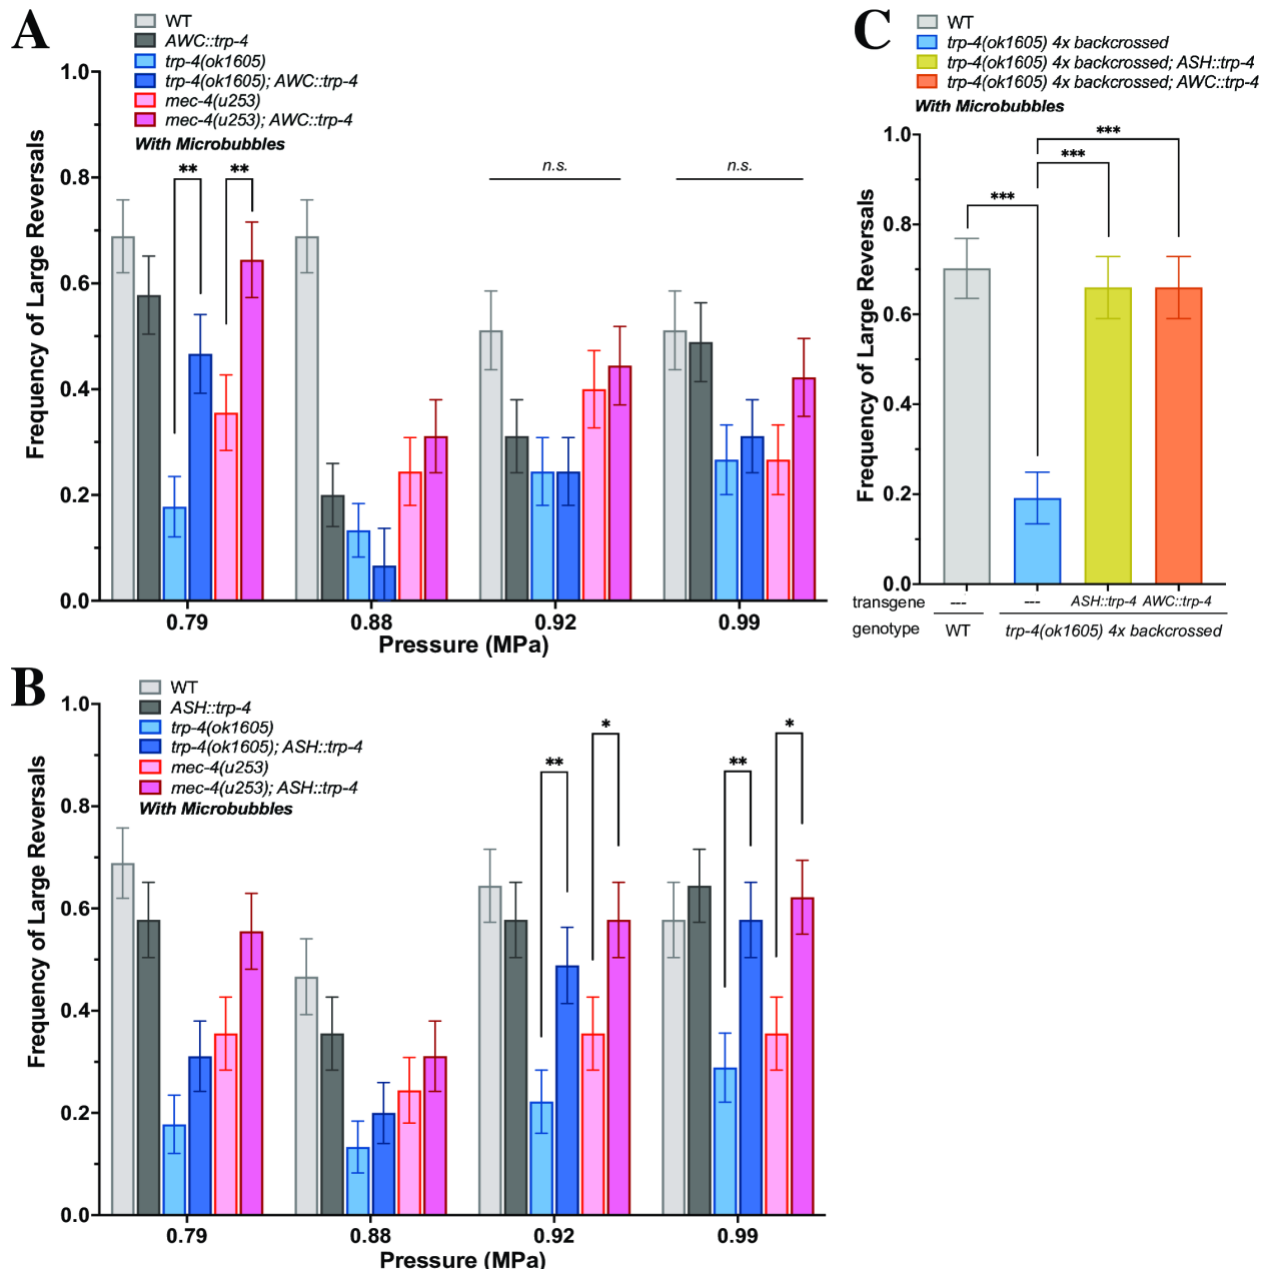 A
WT
AWC::trp-4
trp-4(ok1605)
trp-4(ok1605); AWC::trp-4
mec-4(u253)
mec-4(u253); AWC::trp-4
With Microbubbles
Frequency of Large Reversals
1.0
0.8
0.6
0.4
0.2
0.0
**
**
n.s.
n.s.
0.79
0.88
0.92
0.99
Pressure (MPa)
C
WT
trp-4(ok1605) 4x backcrossed
trp-4(ok1605) 4x backcrossed; ASH::trp-4
trp-4(ok1605) 4x backcrossed; AWC::trp-4
With Microbubbles
Frequency of Large Reversals
1.0
0.8
0.6
0.4
0.2
0.0
***
***
***
transgene --- --- ASH::trp-4 AWC::trp-4
genotype WT trp-4(ok1605) 4x backcrossed
B
WT
ASH::trp-4
trp-4(ok1605)
trp-4(ok1605); ASH::trp-4
mec-4(u253)
mec-4(u253); ASH::trp-4
With Microbubbles
Frequency of Large Reversals
1.0
0.8
0.6
0.4
0.2
0.0
**
*
**
*
0.79
0.88
0.92
0.99
Pressure (MPa)